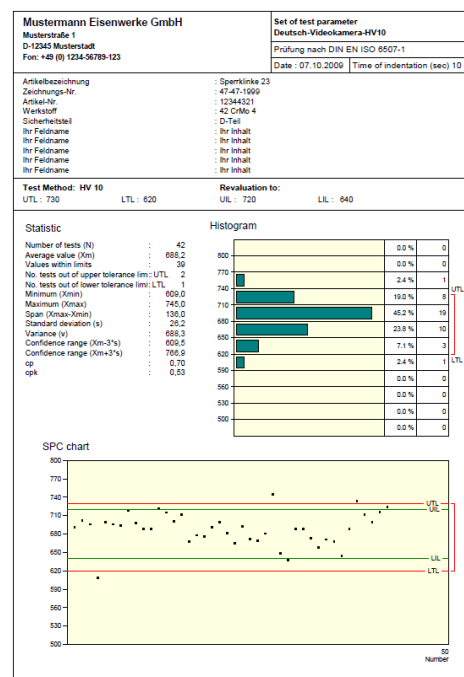 Mustermann Eisenwerke GmbH
Musterstraße 1
D-12345 Musterstadt
Fon: +49 (0) 1234-56789-123
Set of test parameter
Deutsch-Videokamera-HV10
Prüfung nach DIN EN ISO 6507-1
Date : 07.10.2009 Time of indentation (sec) 10
Artikelbezeichnung : Sperrklinke 23
Zeichnungs-Nr. : 47-47-1999
Artikel-Nr. : 12344321
Werkstoff : 42 CrMo 4
Sicherheitsteil : D-Teil
Ihr Feldname : Ihr Inhalt
Ihr Feldname : Ihr Inhalt
Ihr Feldname : Ihr Inhalt
Ihr Feldname : Ihr Inhalt
Ihr Feldname : Ihr Inhalt
Test Method: HV 10 Revaluation to:
UTL : 730 LTL : 620 UIL : 720 LIL : 640
Statistic
Number of tests (N) : 42
Average value (Xm) : 688,2
Values within limits : 39
No. tests out of upper tolerance limi: UTL 2
No. tests out of lower tolerance limi: LTL 1
Minimum (Xmin) : 609,0
Maximum (Xmax) : 745,0
Span (Xmax-Xmin) : 136,0
Standard deviation (s) : 26,2
Variance (v) : 688,3
Confidence range (Xm-3*s) : 609,5
Confidence range (Xm+3*s) : 766,9
cp : 0,70
cpk : 0,53
Histogram
0.0 % 0
800
0.0 % 0
770
2.4 % 1
740
UTL
19.0 % 8
710
45.2 % 19
680
23.8 % 10
650
7.1 % 3
620
2.4 % 1 LTL
590
0.0 % 0
560
0.0 % 0
530
0.0 % 0
500
0.0 % 0
SPC chart
800
770
740
UTL
UIL
710
680
650
LIL
620
LTL
590
560
530
500
50
Number